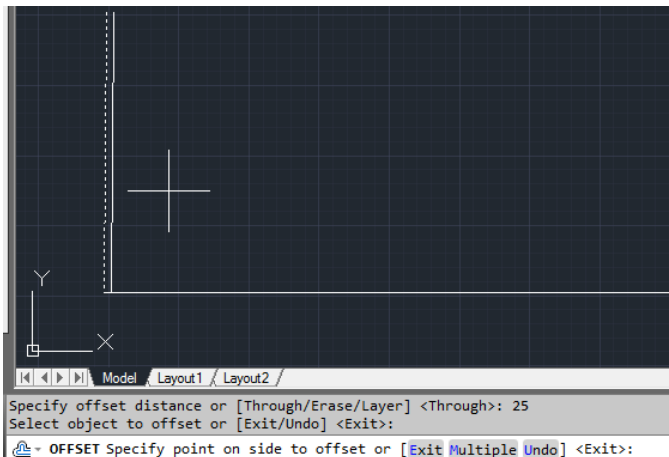 Y
X
Model Layout1 Layout2
Specify offset distance or [Through/Erase/Layer] <Through>: 25
Select object to offset or [Exit/Undo] <Exit>:
OFFSET Specify point on side to offset or [Exit Multiple Undo] <Exit>: